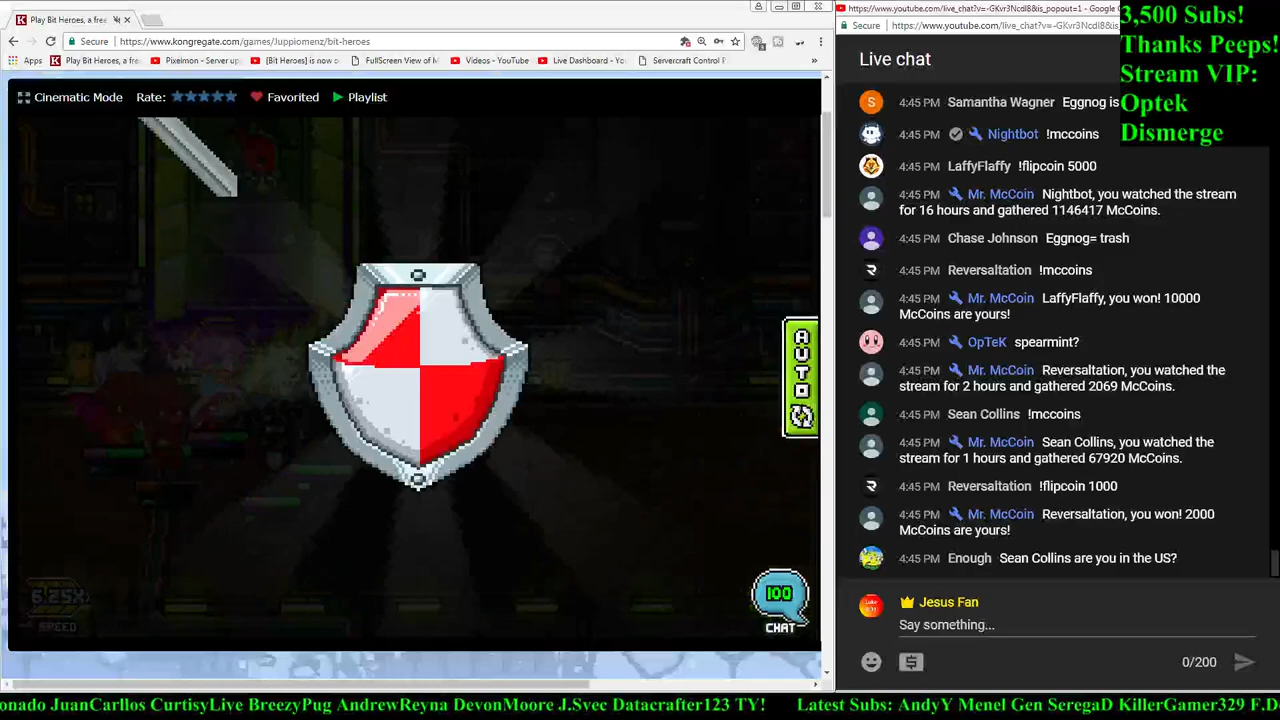 Play Bit Heroes, a free
https://www.youtube.com/live_chat?v=-GKvr3Ncdl8&is_popout=1 - Google C
Secure https://www.kongregate.com/games/Juppiomenz/bit-heroes
Secure https://www.youtube.com/live_chat?v=-GKvr3Ncdl8&is
Apps Play Bit Heroes, a fre Pixelmon - Server up [Bit Heroes] is now FullScreen View of M Videos - YouTube Live Dashboard - Yo Servercraft Control P
3,500 Subs!
Thanks Peeps!
Stream VIP:
Optek
Dismerge
Cinematic Mode Rate: Favorited Playlist
AUTO
6.25X
SPEED
100
CHAT
Live chat
S
4:45 PM Samantha Wagner Eggnog is
4:45 PM Nightbot !mccoins
4:45 PM LaffyFlaffy !flipcoin 5000
4:45 PM Mr. McCoin Nightbot, you watched the stream
for 16 hours and gathered 1146417 McCoins.
4:45 PM Chase Johnson Eggnog= trash
4:45 PM Reversaltation !mccoins
4:45 PM Mr. McCoin LaffyFlaffy, you won! 10000
McCoins are yours!
4:45 PM OpTeK spearmint?
4:45 PM Mr. McCoin Reversaltation, you watched the
stream for 2 hours and gathered 2069 McCoins.
4:45 PM Sean Collins !mccoins
4:45 PM Mr. McCoin Sean Collins, you watched the
stream for 1 hours and gathered 67920 McCoins.
4:45 PM Reversaltation !flipcoin 1000
4:45 PM Mr. McCoin Reversaltation, you won! 2000
McCoins are yours!
4:45 PM Enough Sean Collins are you in the US?
Jesus Fan
Say something...
0/200
onado JuanCarllos CurtisyLive BreezyPug AndrewReyna DevonMoore J.Svec Datacrafter123 TY! Latest Subs: AndyY Menel Gen SeregaD KillerGamer329 F.D